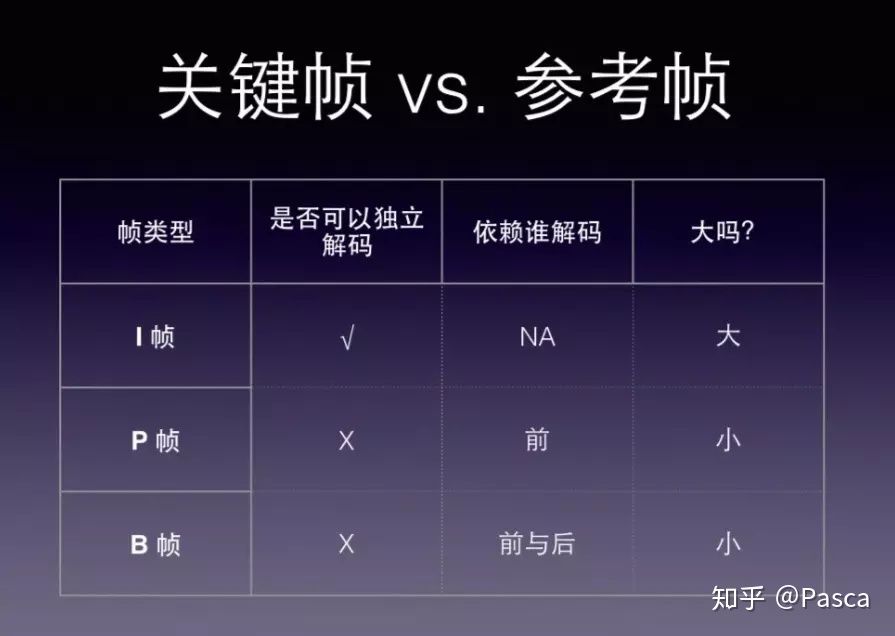 关键帧 vs. 参考帧
帧类型
是否可以独立
解码
依赖谁解码
大吗?
I 帧
√
NA
大
P 帧
X
前
小
B 帧
X
前与后
小
知乎 @Pasca